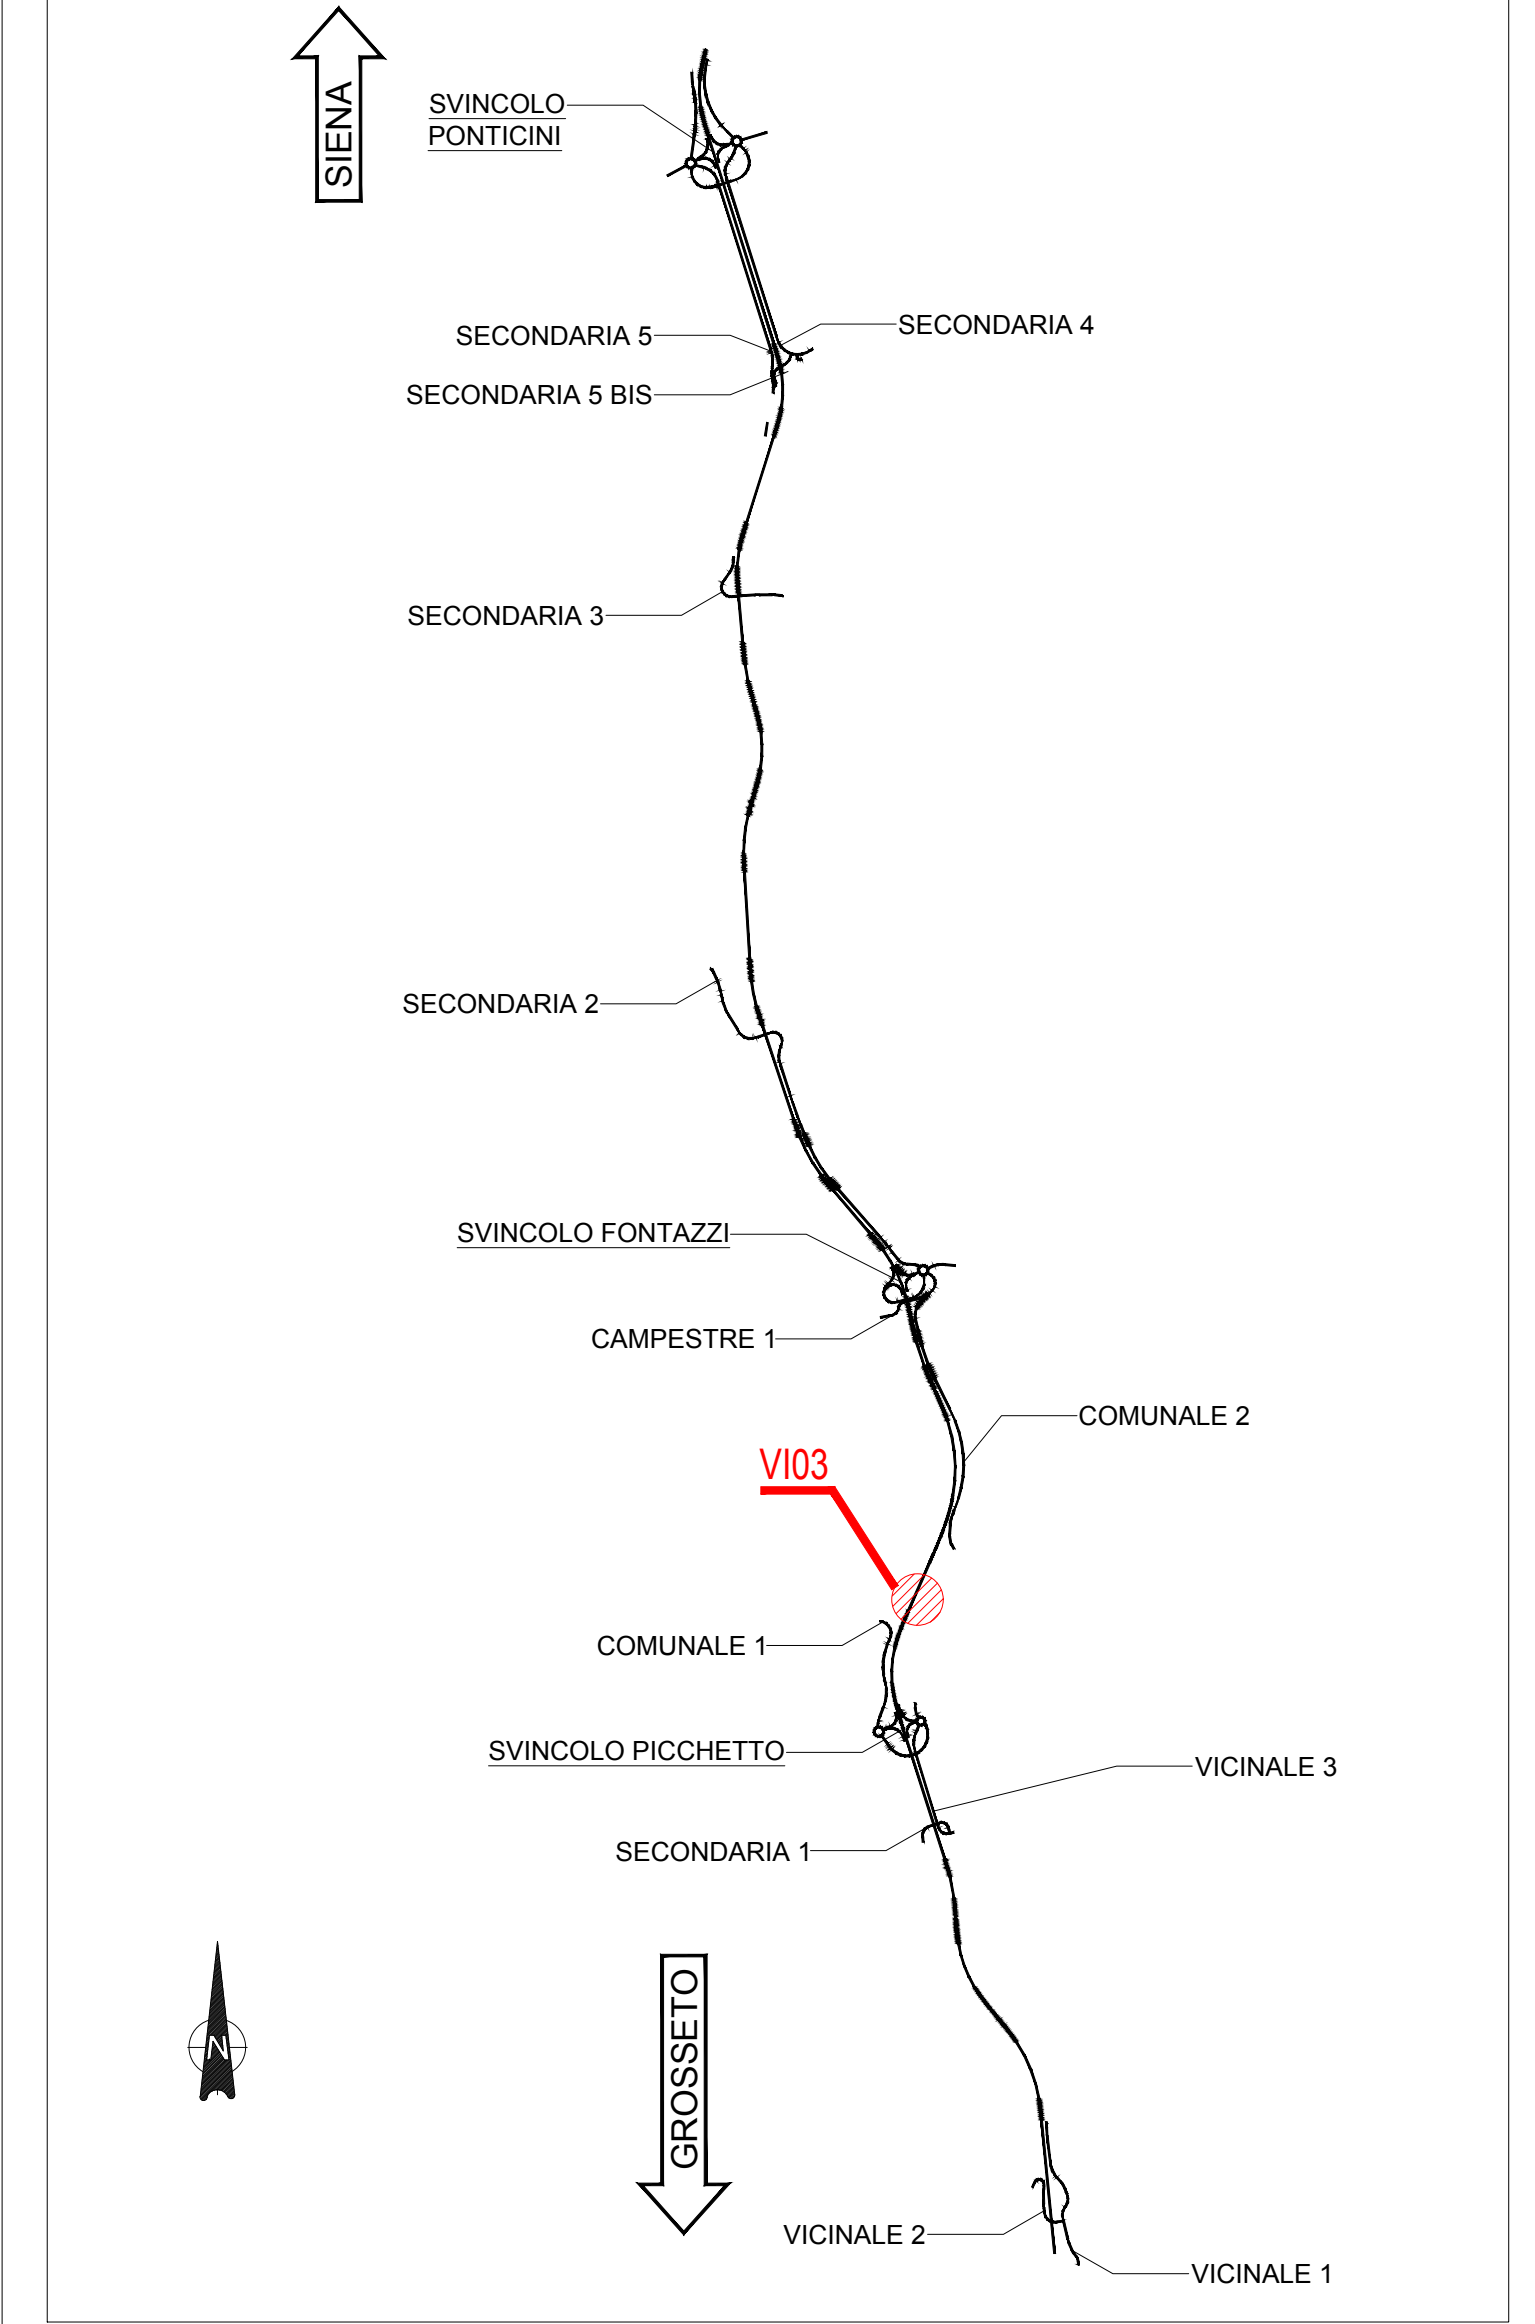 SIENA
SVINCOLO
PONTICINI
SECONDARIA 4
SECONDARIA 5
SECONDARIA 5 BIS
SECONDARIA 3
SECONDARIA 2
SVINCOLO FONTAZZI
CAMPESTRE 1
COMUNALE 2
VI03
COMUNALE 1
SVINCOLO PICCHETTO
VICINALE 3
SECONDARIA 1
GROSSETO
N
VICINALE 2
VICINALE 1